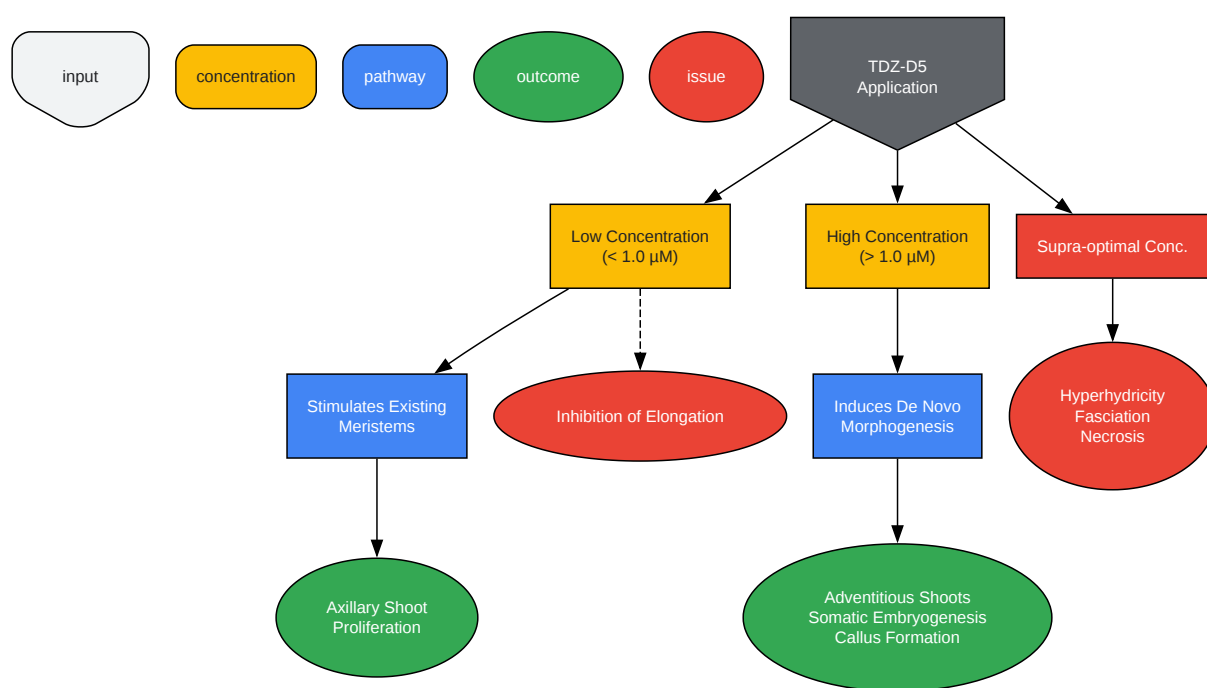 input
concentration
pathway
outcome
issue
TDZ-D5
Application
Low Concentration
(< 1.0 µM)
High Concentration
(> 1.0 µM)
Supra-optimal Conc.
Stimulates Existing
Meristems
Inhibition of Elongation
Induces De Novo
Morphogenesis
Hyperhydricity
Fasciation
Necrosis
Axillary Shoot
Proliferation
Adventitious Shoots
Somatic Embryogenesis
Callus Formation